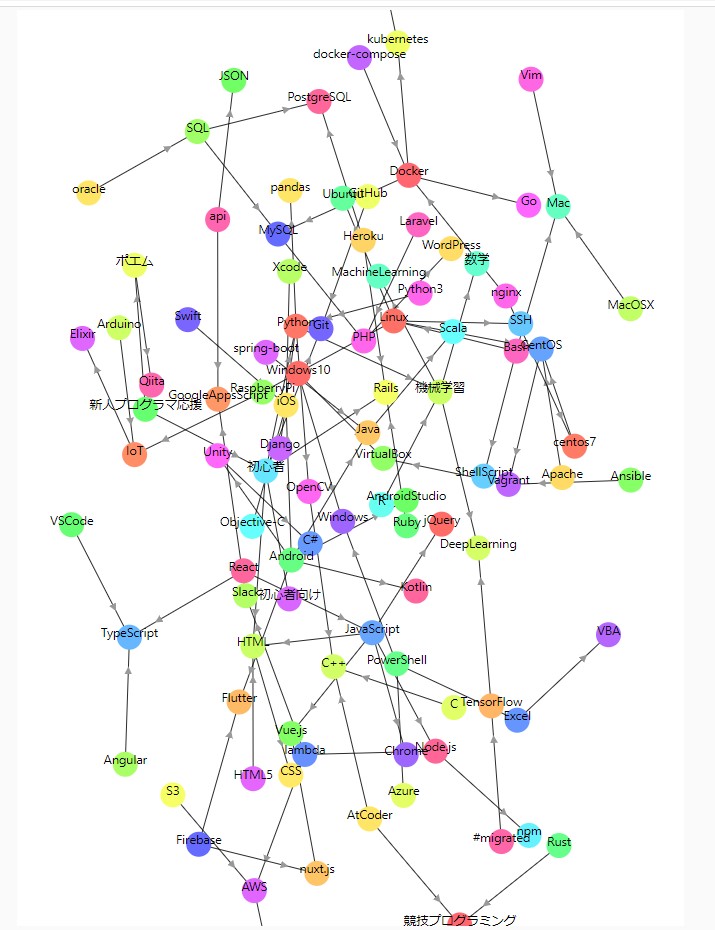 kubernetes
docker-compose
JSON
Vim
PostgreSQL
SQL
Docker
oracle
pandas
Ubuntu
GitHub
Go
Mac
api
Laravel
MySQL
Heroku
WordPress
ポエム
Xcode
MachineLearning
数学
Python3
nginx
MacOSX
Swift
Arduino
Python
Git
Linux
SSH
Elixir
PHP
Scala
spring-boot
Bash
CentOS
Windows10
Qiita
GoogleAppsScript
RaspberryPi
iOS
Rails
機械学習
新人プログラマ応援
Java
IoT
Unity
Django
VirtualBox
centos7
初心者
ShellScript
Vagrant
Apache
Ansible
OpenCV
R
AndroidStudio
VSCode
Objective-C
Windows
Ruby
jQuery
C#
DeepLearning
Android
React
Slack
初心者向け
Kotlin
TypeScript
HTML
JavaScript
VBA
C++
PowerShell
Flutter
C
TensorFlow
Excel
Vue.js
lambda
Chrome
Node.js
Angular
HTML5
CSS
S3
Azure
AtCoder
Firebase
#migrated
npm
Rust
nuxt.js
AWS
競技プログラミング